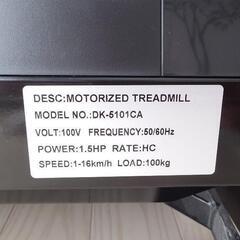 DESC:MOTORIZED TREADMILL
MODEL NO.:DK-5101CA
VOLT:100V FREQUENCY:50/60Hz
POWER:1.5HP RATE:HC
SPEED:1-16km/h LOAD:100kg